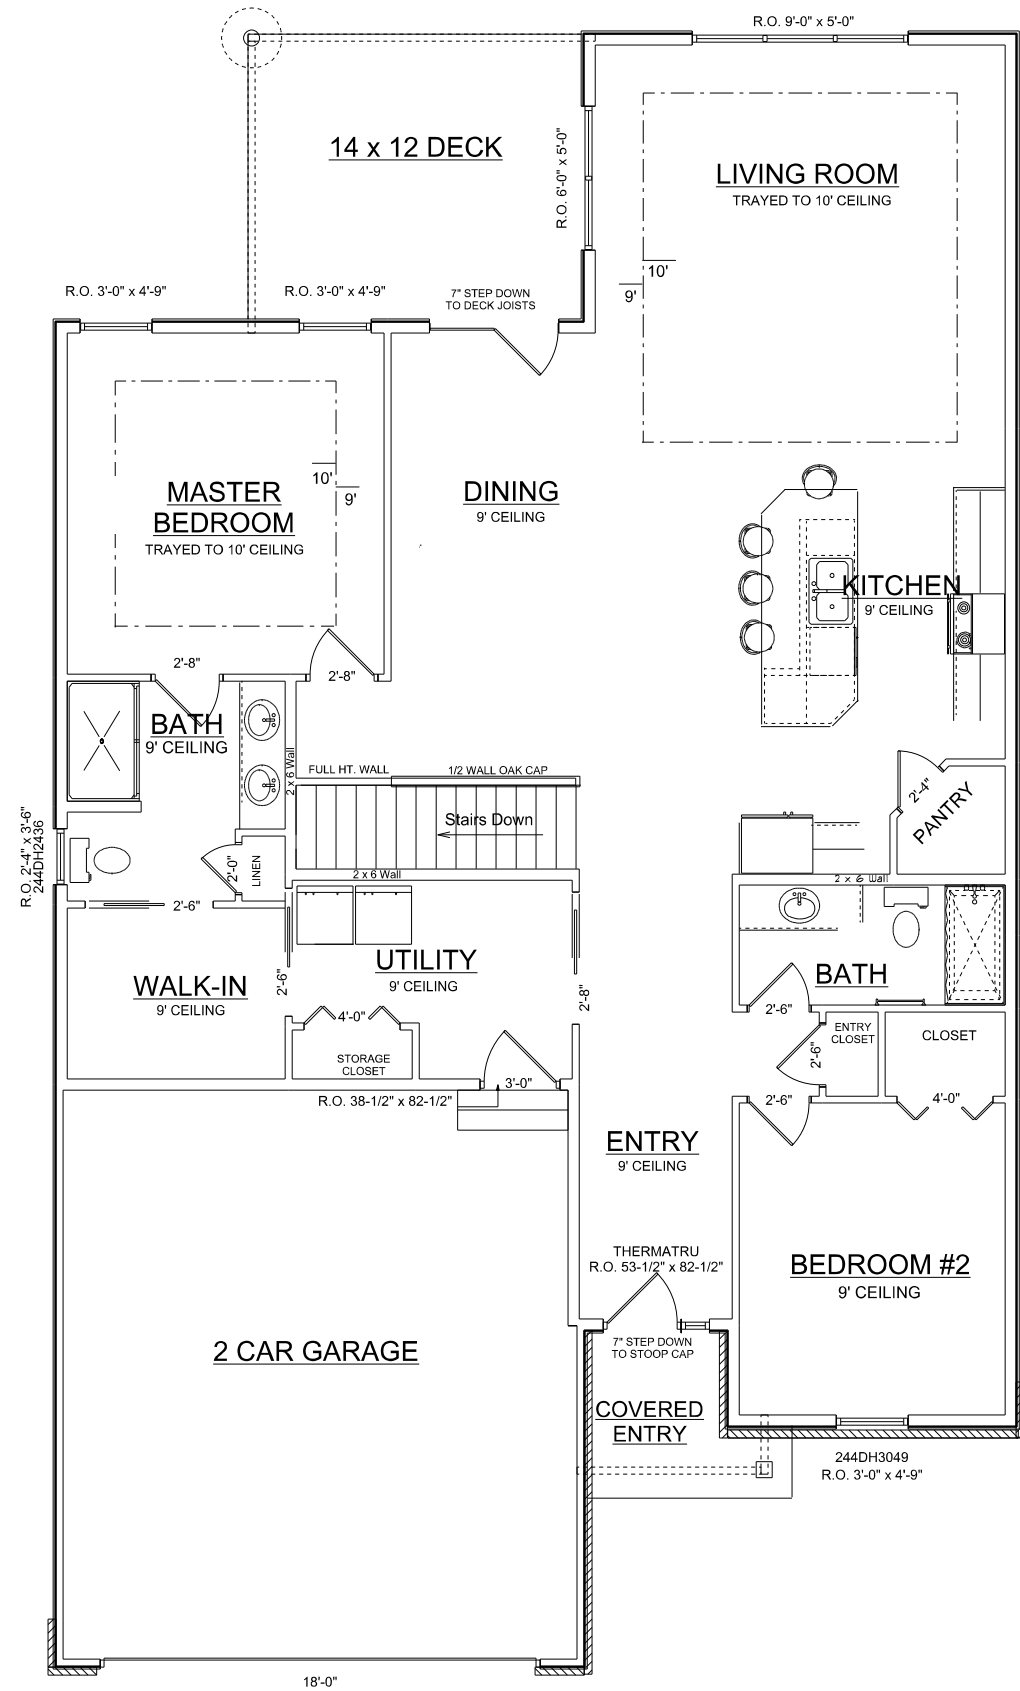 R.O. 9'-0" x 5'-0"
14 x 12 DECK
R.O. 6'-0" x 5'-0"
LIVING ROOM
TRAYED TO 10' CEILING
10'
9'
R.O. 3'-0" x 4'-9"
R.O. 3'-0" x 4'-9"
7" STEP DOWN
TO DECK JOISTS
10'
9'
MASTER
BEDROOM
TRAYED TO 10' CEILING
DINING
9' CEILING
KITCHEN
9' CEILING
2'-8"
2'-8"
BATH
9' CEILING
2 x 6 Wall
FULL HT. WALL
1/2 WALL OAK CAP
Stairs Down
2'-4"
PANTRY
R.O. 2'-4" x 3'-6"
244DH2436
2'-0"
LINEN
2 x 6 Wall
2 x 6 Wall
2'-6"
WALK-IN
9' CEILING
2'-6"
UTILITY
9' CEILING
2'-8"
BATH
4'-0"
STORAGE
CLOSET
2'-6"
ENTRY
CLOSET
2'-6"
CLOSET
3'-0"
R.O. 38-1/2" x 82-1/2"
2'-6"
4'-0"
ENTRY
9' CEILING
THERMATRU
R.O. 53-1/2" x 82-1/2"
BEDROOM #2
9' CEILING
2 CAR GARAGE
7" STEP DOWN
TO STOOP CAP
COVERED
ENTRY
244DH3049
R.O. 3'-0" x 4'-9"
18'-0"